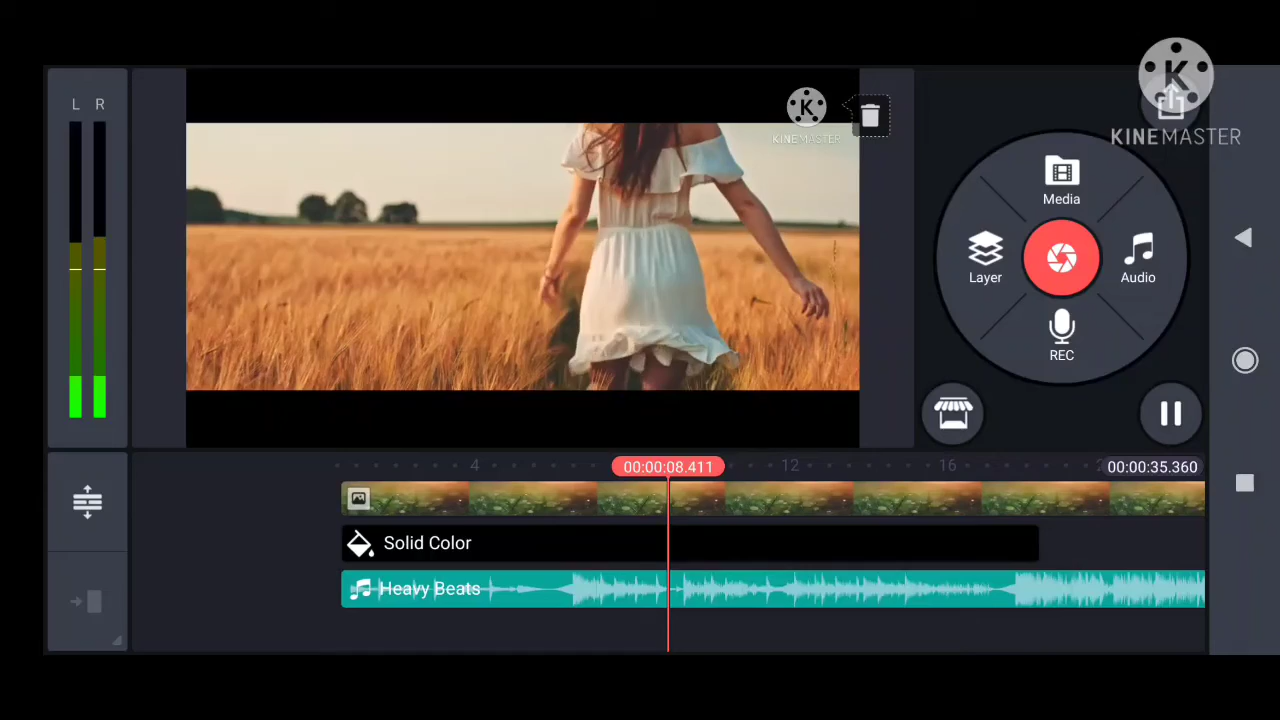 L R
KINEMASTER
KINEMASTER
Media
Layer
Audio
REC
4
00:00:08.411
12
16
00:00:35.360
Solid Color
Heavy Beats